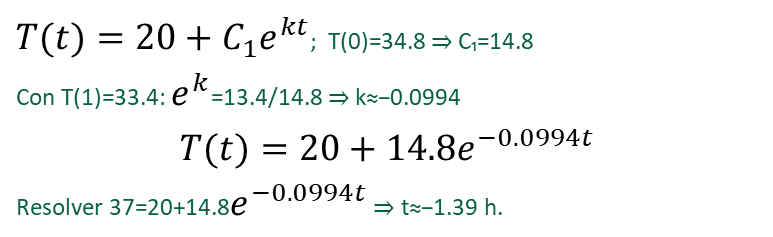 T(t) = 20 + C₁e^{kt}; T(0)=34.8 ⇒ C₁=14.8
Con T(1)=33.4: e^k=13.4/14.8 ⇒ k≈−0.0994
T(t) = 20 + 14.8e^{−0.0994t}
Resolver 37=20+14.8e^{−0.0994t} ⇒ t≈−1.39 h.